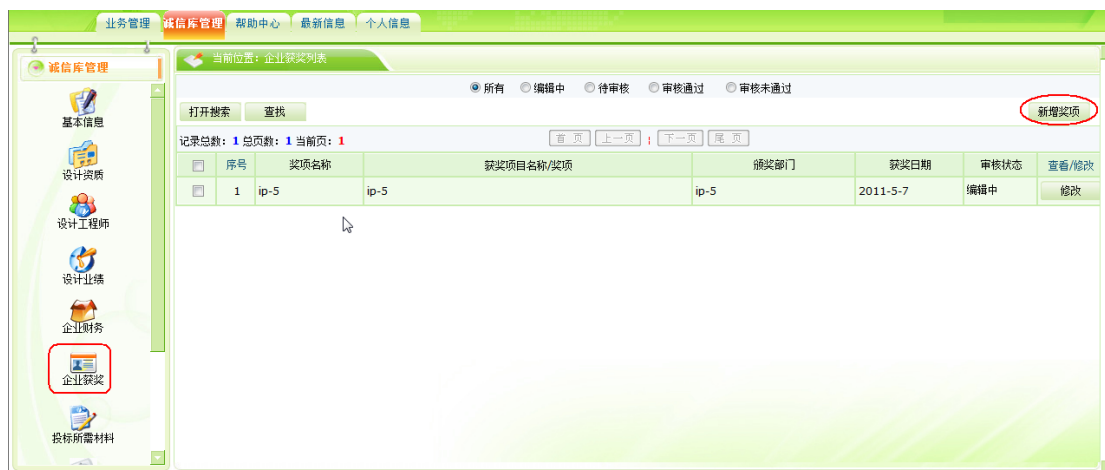 业务管理 诚信库管理 帮助中心 最新信息 个人信息
诚信库管理
当前位置：企业获奖列表
所有 编辑中 待审核 审核通过 审核未通过
基本信息
打开搜索 查找 新增奖项
记录总数：1 总页数：1 当前页：1 首 页 上一页 | 下一页 尾 页
序号 奖项名称 获奖项目名称/奖项 颁奖部门 获奖日期 审核状态 查看/修改
1 ip-5 ip-5 ip-5 2011-5-7 编辑中 修改
设计资质
设计工程师
设计业绩
企业财务
企业获奖
投标所需材料